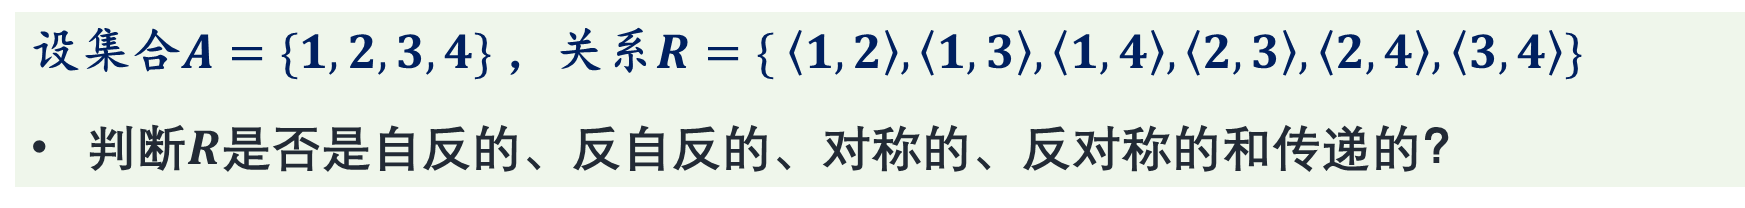 设集合A = {1, 2, 3, 4}，关系R = { ⟨1, 2⟩, ⟨1, 3⟩, ⟨1, 4⟩, ⟨2, 3⟩, ⟨2, 4⟩, ⟨3, 4⟩}
• 判断R是否是自反的、反自反的、对称的、反对称的和传递的?